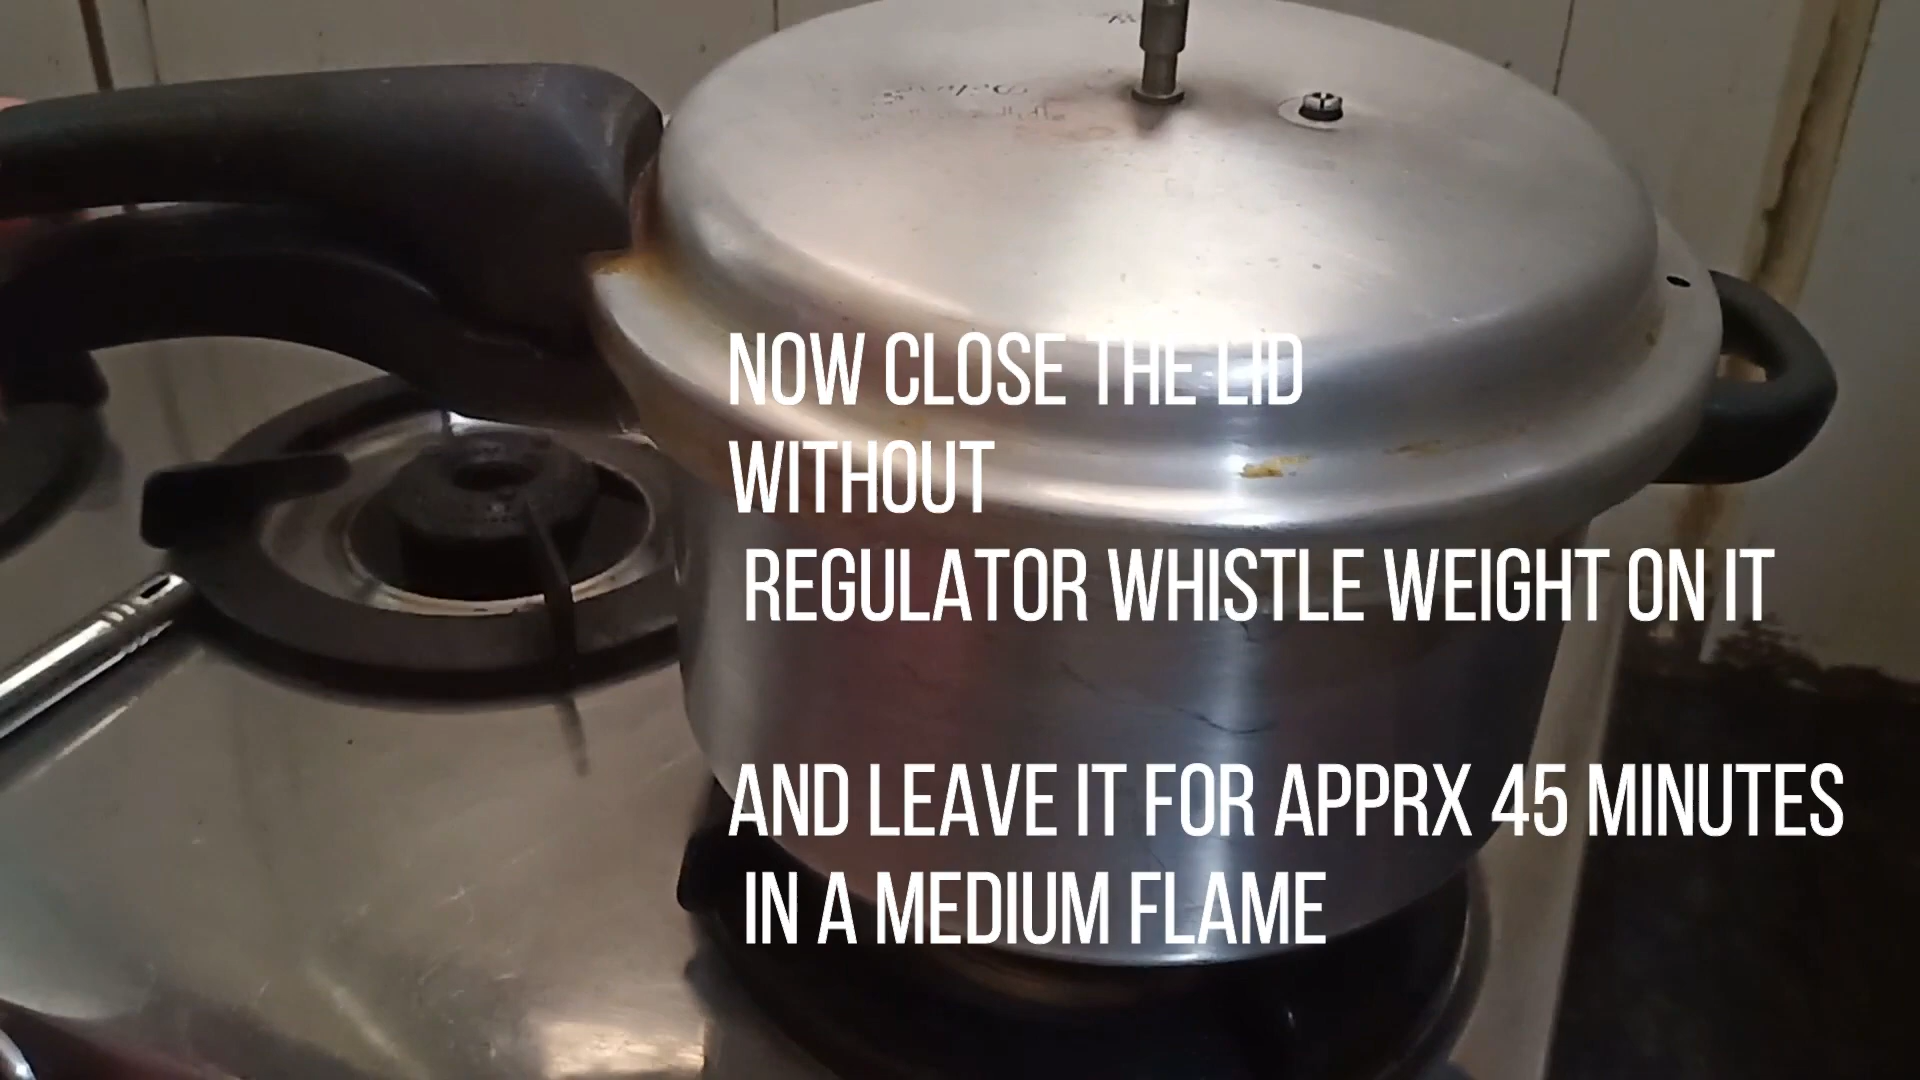 NOW CLOSE THE LID
WITHOUT
REGULATOR WHISTLE WEIGHT ON IT
AND LEAVE IT FOR APPRX 45 MINUTES
IN A MEDIUM FLAME